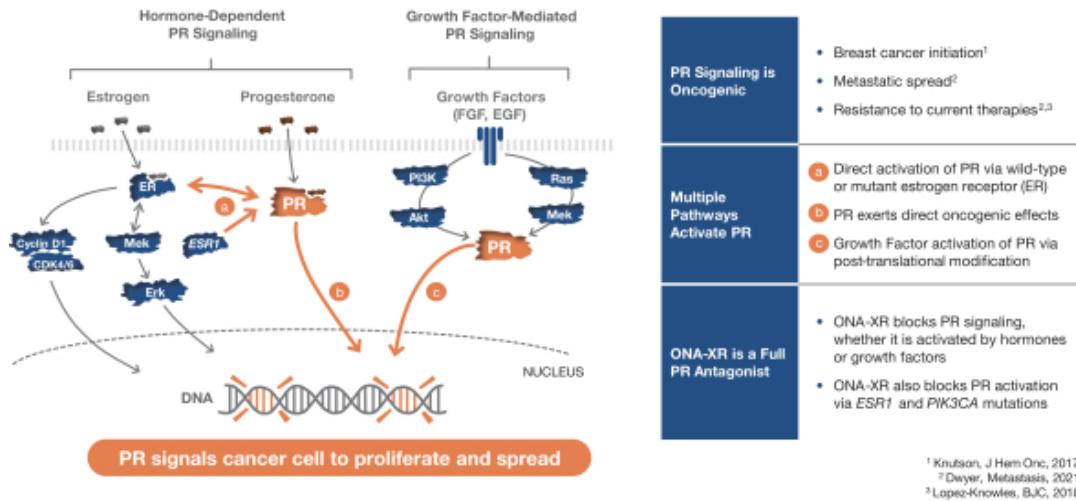 Hormone-Dependent
PR Signaling
Growth Factor-Mediated
PR Signaling
Estrogen
Progesterone
Growth Factors
(FGF, EGF)
ER
PR
a
ESR1
Cyclin D1
CDK4/6
Mek
Erk
PI3K
Akt
Ras
Mek
PR
b
c
NUCLEUS
DNA
PR signals cancer cell to proliferate and spread
PR Signaling is
Oncogenic
• Breast cancer initiation¹
• Metastatic spread²
• Resistance to current therapies²,³
Multiple
Pathways
Activate PR
a Direct activation of PR via wild-type
or mutant estrogen receptor (ER)
b PR exerts direct oncogenic effects
c Growth Factor activation of PR via
post-translational modification
ONA-XR is a Full
PR Antagonist
• ONA-XR blocks PR signaling,
whether it is activated by hormones
or growth factors
• ONA-XR also blocks PR activation
via ESR1 and PIK3CA mutations
¹ Knutson, J Hem Onc, 2017
² Dwyer, Metastasis, 2021
³ Lopez-Knowles, BJC, 2018